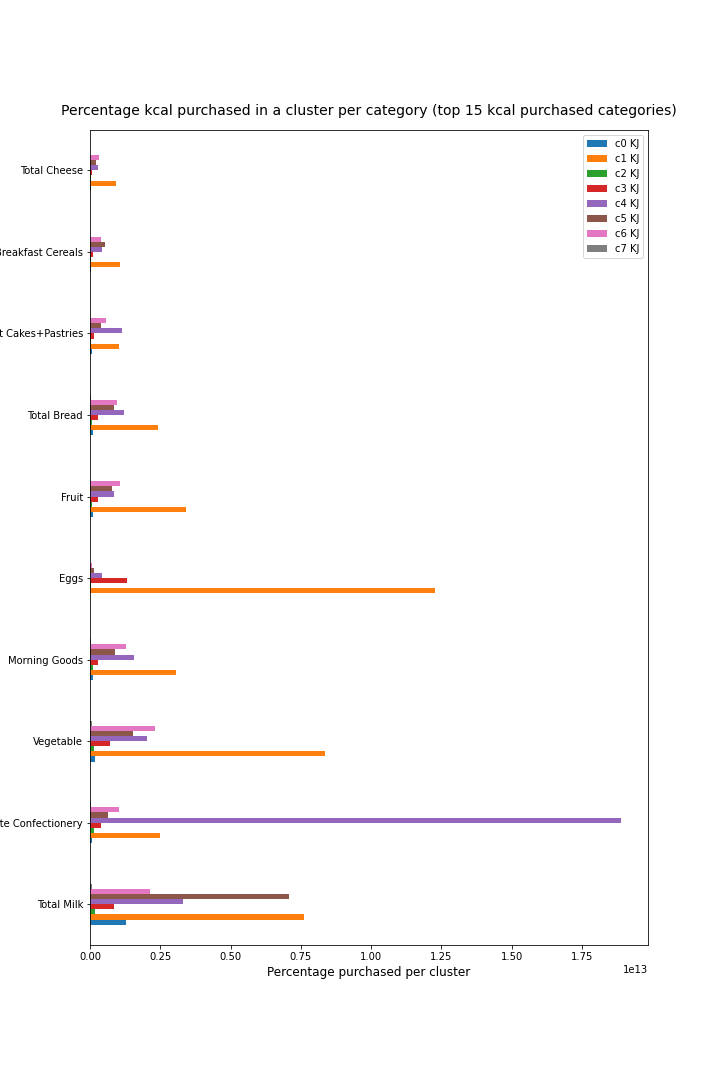 Percentage kcal purchased in a cluster per category (top 15 kcal purchased categories)
c0 KJ
c1 KJ
c2 KJ
c3 KJ
c4 KJ
c5 KJ
c6 KJ
c7 KJ
Total Cheese
Breakfast Cereals
t Cakes+Pastries
Total Bread
Fruit
Eggs
Morning Goods
Vegetable
te Confectionery
Total Milk
0.00 0.25 0.50 0.75 1.00 1.25 1.50 1.75
1e13
Percentage purchased per cluster